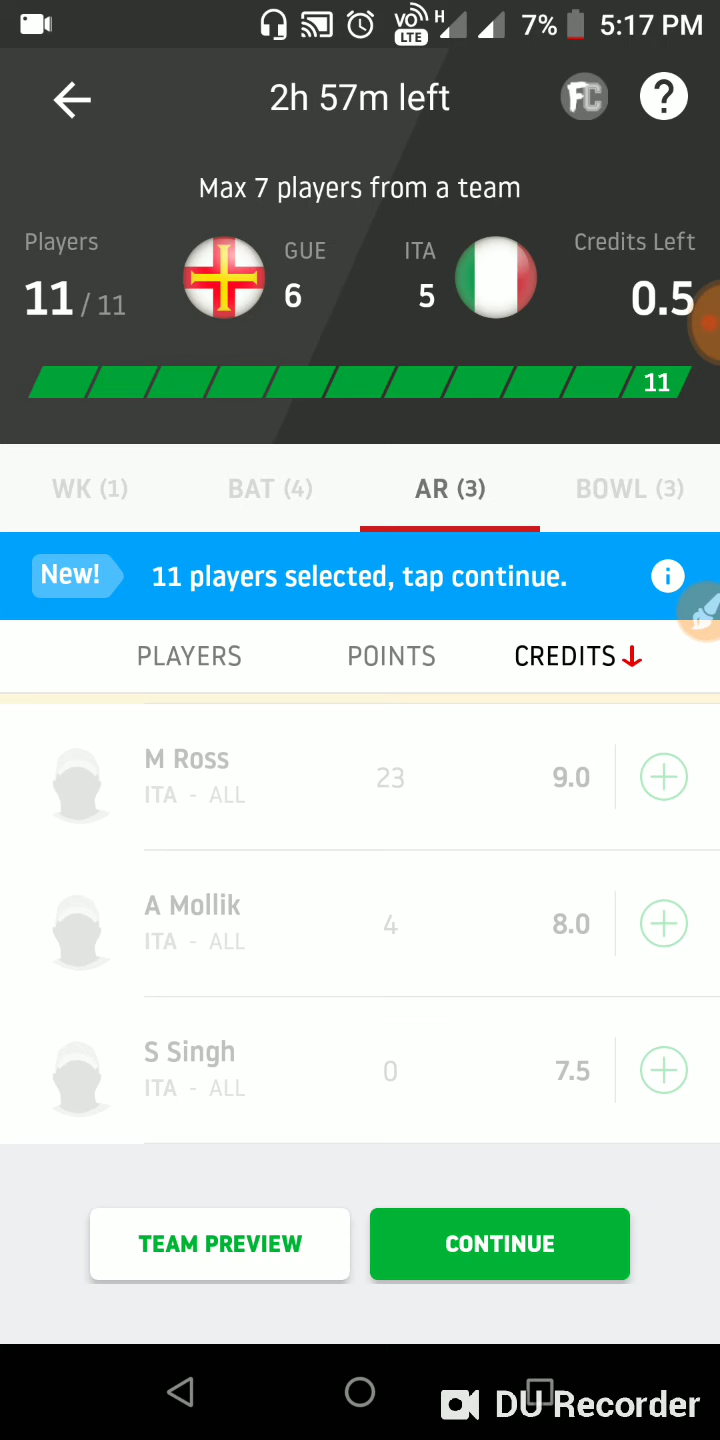 VO LTE H 7% 5:17 PM
2h 57m left FC ?
Max 7 players from a team
Players GUE ITA Credits Left
11 / 11 6 5 0.5
11
WK (1) BAT (4) AR (3) BOWL (3)
New! 11 players selected, tap continue. i
PLAYERS POINTS CREDITS
M Ross
23 9.0
ITA - ALL
A Mollik
4 8.0
ITA - ALL
S Singh
0 7.5
ITA - ALL
TEAM PREVIEW CONTINUE
DU Recorder